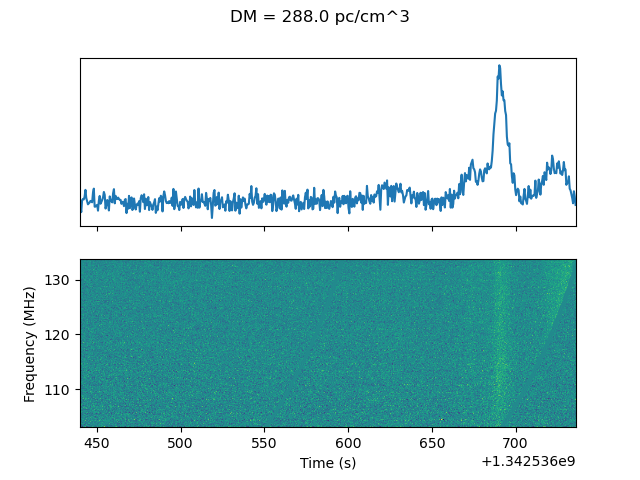 DM = 288.0 pc/cm^3
130
120
110
Frequency (MHz)
450 500 550 600 650 700
Time (s)
+1.342536e9